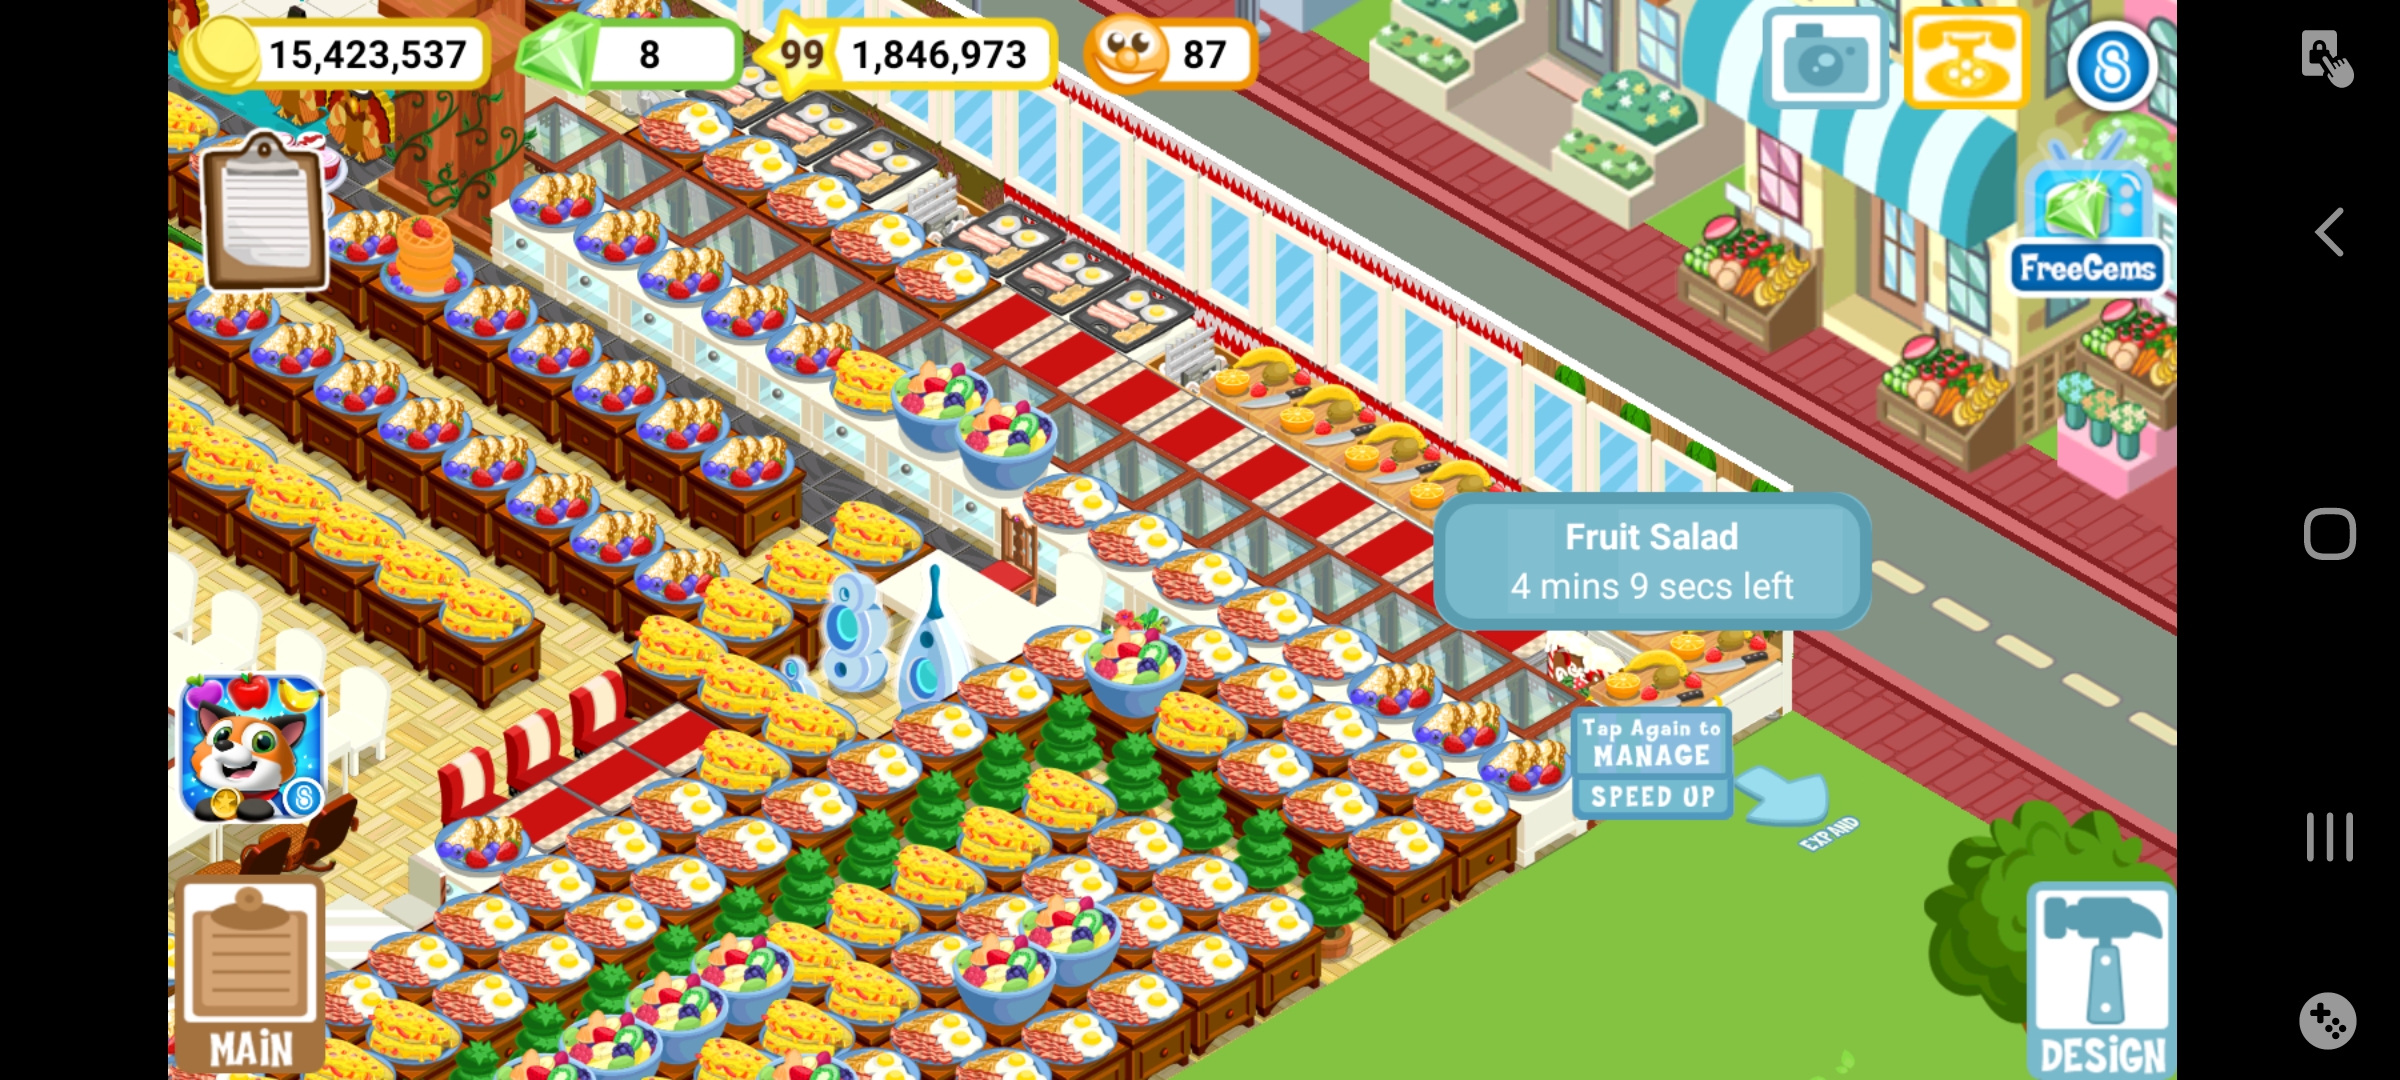 15,423,537
8
99
1,846,973
87
FreeGems
Fruit Salad
4 mins 9 secs left
Tap Again to
MANAGE
SPEED UP
EXPAND
MAiN
DESiGN